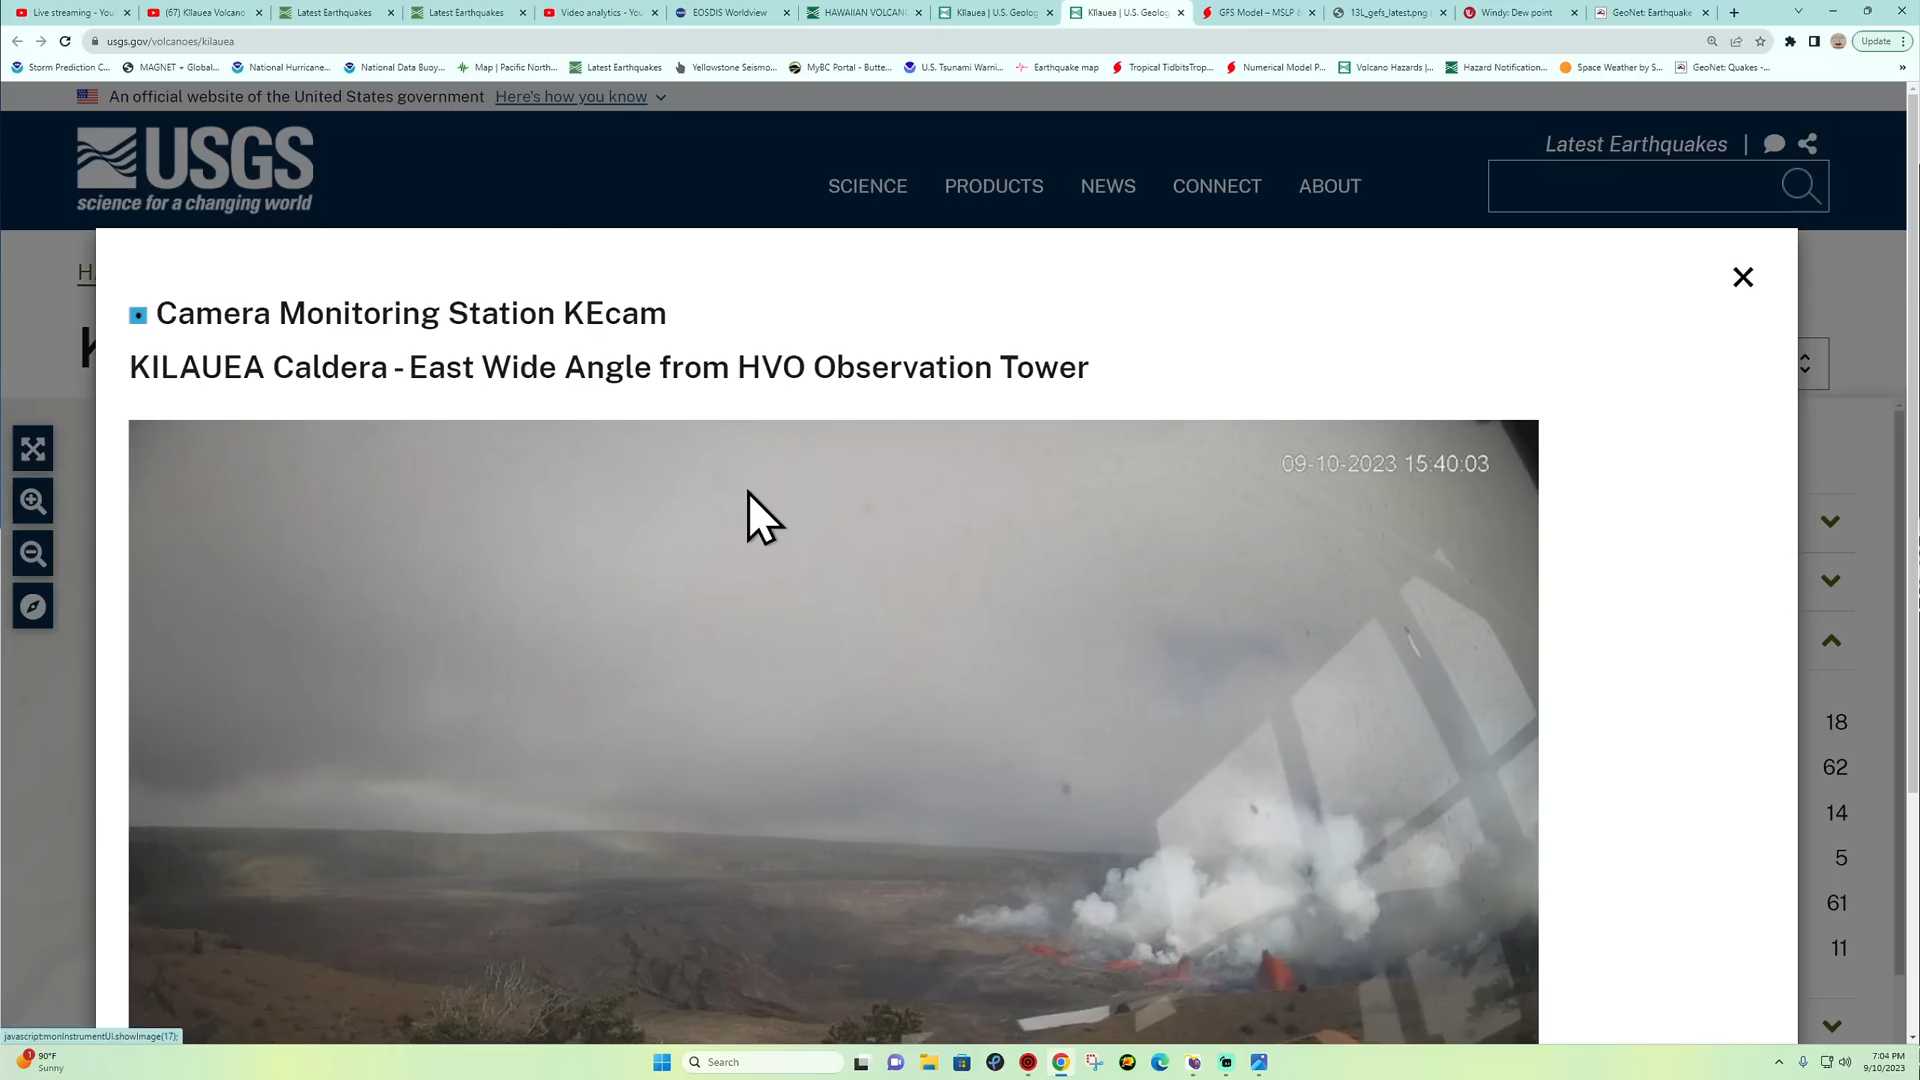 Live streaming - You
(67) Kīlauea Volcano
Latest Earthquakes
Latest Earthquakes
Video analytics - You
EOSDIS Worldview
HAWAIIAN VOLCANO
Kīlauea | U.S. Geolog
Kīlauea | U.S. Geolog
GFS Model – MSLP &
13L_gefs_latest.png
Windy: Dew point
GeoNet: Earthquake
usgs.gov/volcanoes/kilauea
Update
Storm Prediction C...
MAGNET + Global...
National Hurricane...
National Data Buoy...
Map | Pacific North...
Latest Earthquakes
Yellowstone Seismo...
MyBC Portal - Butte...
U.S. Tsunami Warni...
Earthquake map
Tropical TidbitsTrop...
Numerical Model P...
Volcano Hazards |...
Hazard Notification...
Space Weather by S...
GeoNet: Quakes -...
»
An official website of the United States government Here's how you know
USGS
science for a changing world
Latest Earthquakes |
SCIENCE PRODUCTS NEWS CONNECT ABOUT
H
K
Camera Monitoring Station KEcam
KILAUEA Caldera - East Wide Angle from HVO Observation Tower
09-10-2023 15:40:03
18
62
14
5
61
11
javascript:monInstrumentUi.showImage(17);
1
90°F
Sunny
Search
7:04 PM
9/10/2023